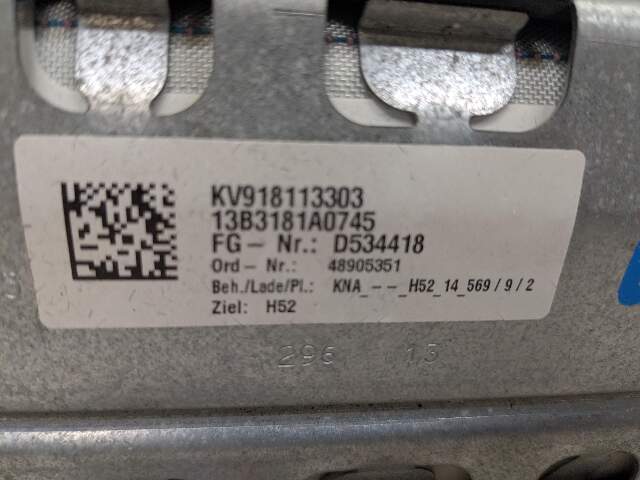 KV918113303
13B3181A0745
FG - Nr.: D534418
Ord - Nr.: 48905351
Beh./Lade/Pl.: KNA_--_H52_14_569 / 9 / 2
Ziel: H52
296 13